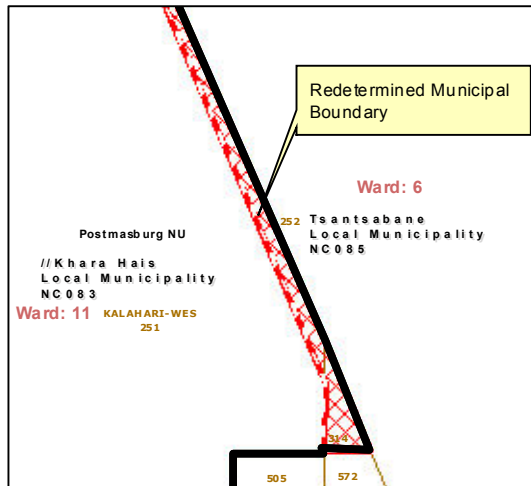 Redetermined Municipal
Boundary
Ward: 6
252
Tsantsabane
Local Municipality
NC085
Postmasburg NU
//Khara Hais
Local Municipality
NC083
Ward: 11
KALAHARI-WES
251
314
505
572